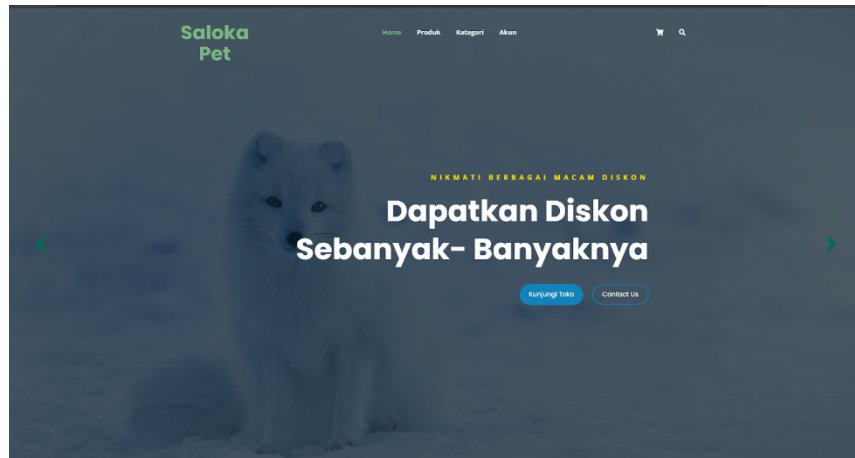 Saloka
Pet
Home Produk Kategori Akun
NIKMATI BERBAGAI MACAM DISKON
Dapatkan Diskon
Sebanyak- Banyaknya
Kunjungi Toko Contact Us